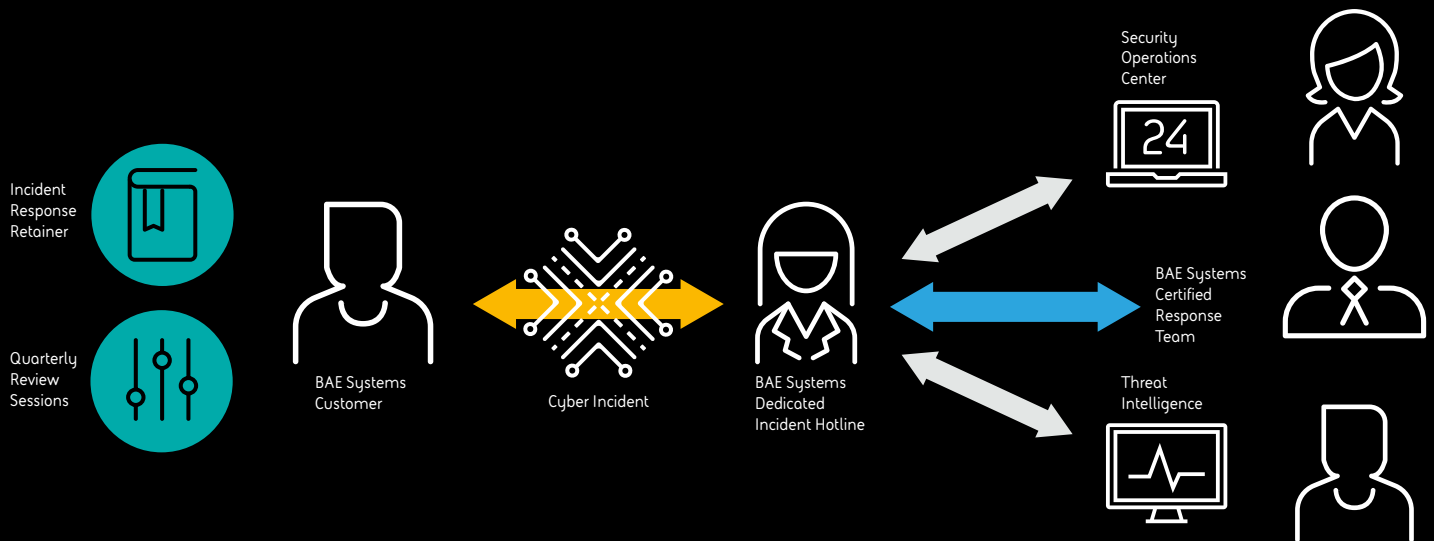 Incident
Response
Retainer
Quarterly
Review
Sessions
BAE Systems
Customer
Cyber Incident
BAE Systems
Dedicated
Incident Hotline
Security
Operations
Center
24
BAE Systems
Certified
Response
Team
Threat
Intelligence